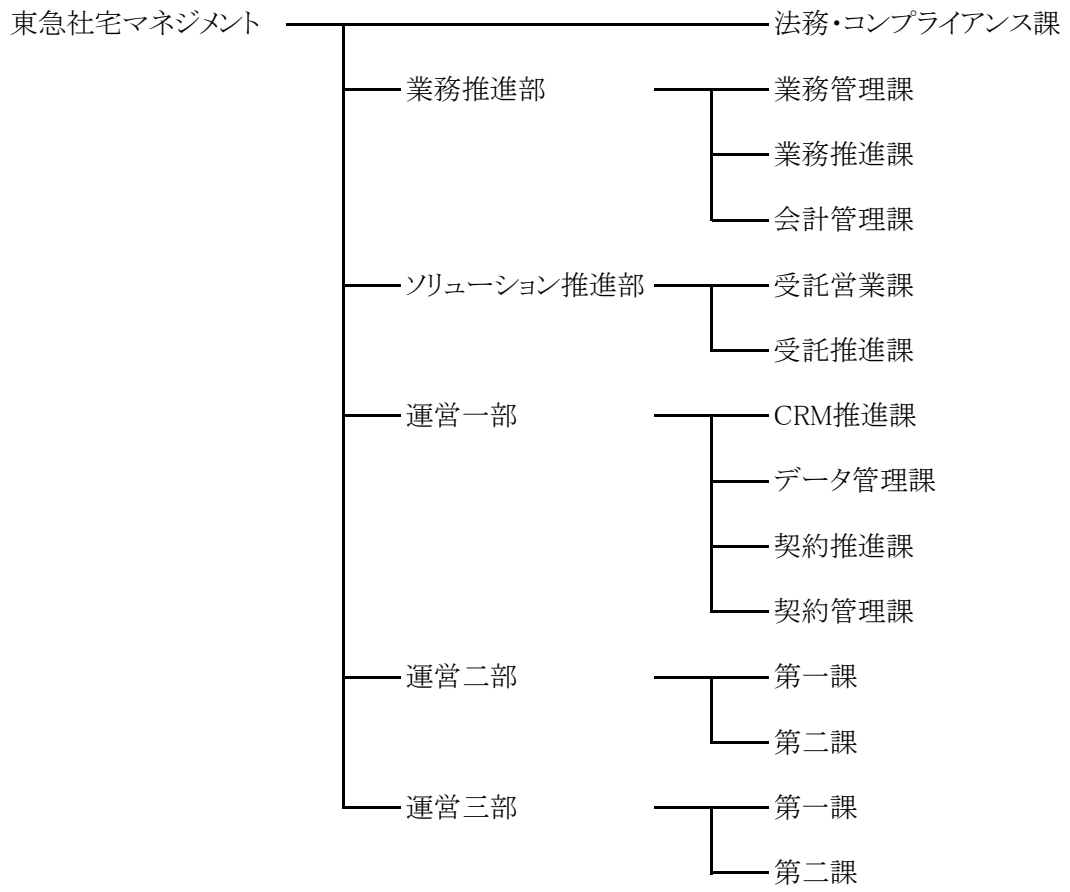 東急社宅マネジメント 法務・コンプライアンス課
業務推進部 業務管理課
業務推進課
会計管理課
ソリューション推進部 受託営業課
受託推進課
運営一部 CRM推進課
データ管理課
契約推進課
契約管理課
運営二部 第一課
第二課
運営三部 第一課
第二課